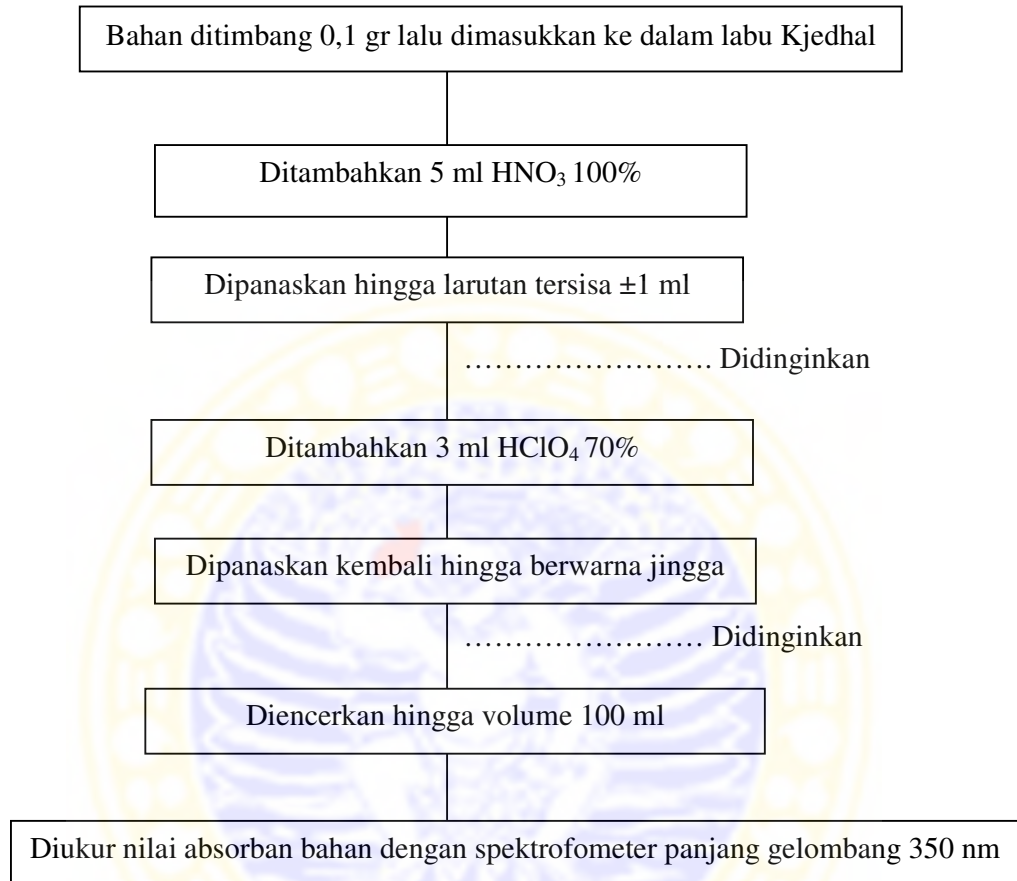 Bahan ditimbang 0,1 gr lalu dimasukkan ke dalam labu Kjedhal
Ditambahkan 5 ml HNO₃ 100%
Dipanaskan hingga larutan tersisa ±1 ml
…………………….. Didinginkan
Ditambahkan 3 ml HClO₄ 70%
Dipanaskan kembali hingga berwarna jingga
…………………… Didinginkan
Diencerkan hingga volume 100 ml
Diukur nilai absorban bahan dengan spektrofometer panjang gelombang 350 nm